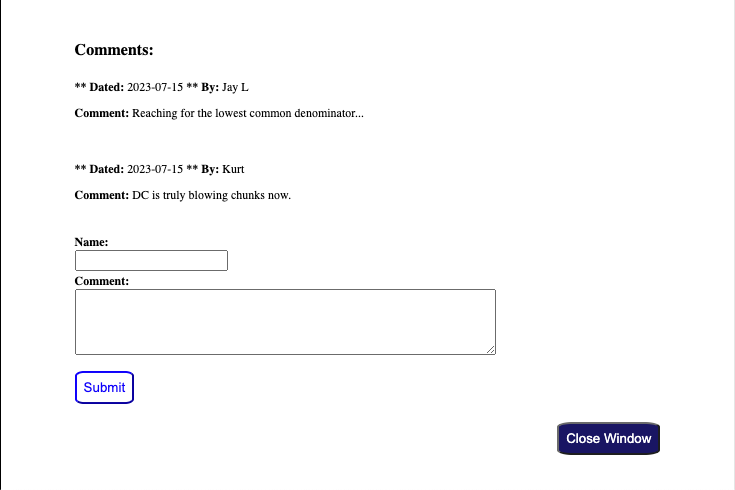 Comments:
** Dated: 2023-07-15 ** By: Jay L
Comment: Reaching for the lowest common denominator...
** Dated: 2023-07-15 ** By: Kurt
Comment: DC is truly blowing chunks now.
Name:
Comment:
Submit
Close Window